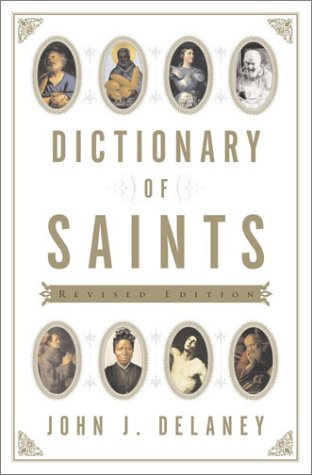 DICTIONARY
OF
SAINTS
REVISED EDITION
JOHN J. DELANEY